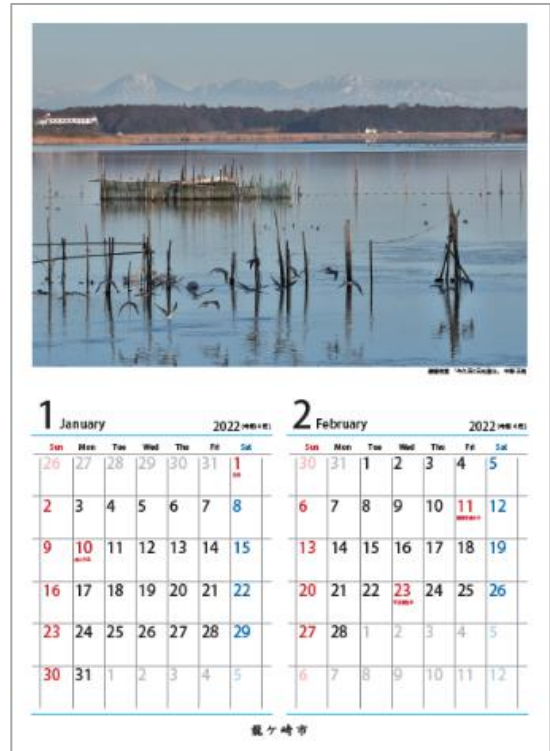 1 January 2022
Sun Mon Tue Wed Thu Fri Sat
26 27 28 29 30 31 1
2 3 4 5 6 7 8
9 10 11 12 13 14 15
16 17 18 19 20 21 22
23 24 25 26 27 28 29
30 31 1 2 3 4 5
2 February 2022
Sun Mon Tue Wed Thu Fri Sat
30 31 1 2 3 4 5
6 7 8 9 10 11 12
13 14 15 16 17 18 19
20 21 22 23 24 25 26
27 28 1 2 3 4 5
6 7 8 9 10 11 12
龍ケ崎市